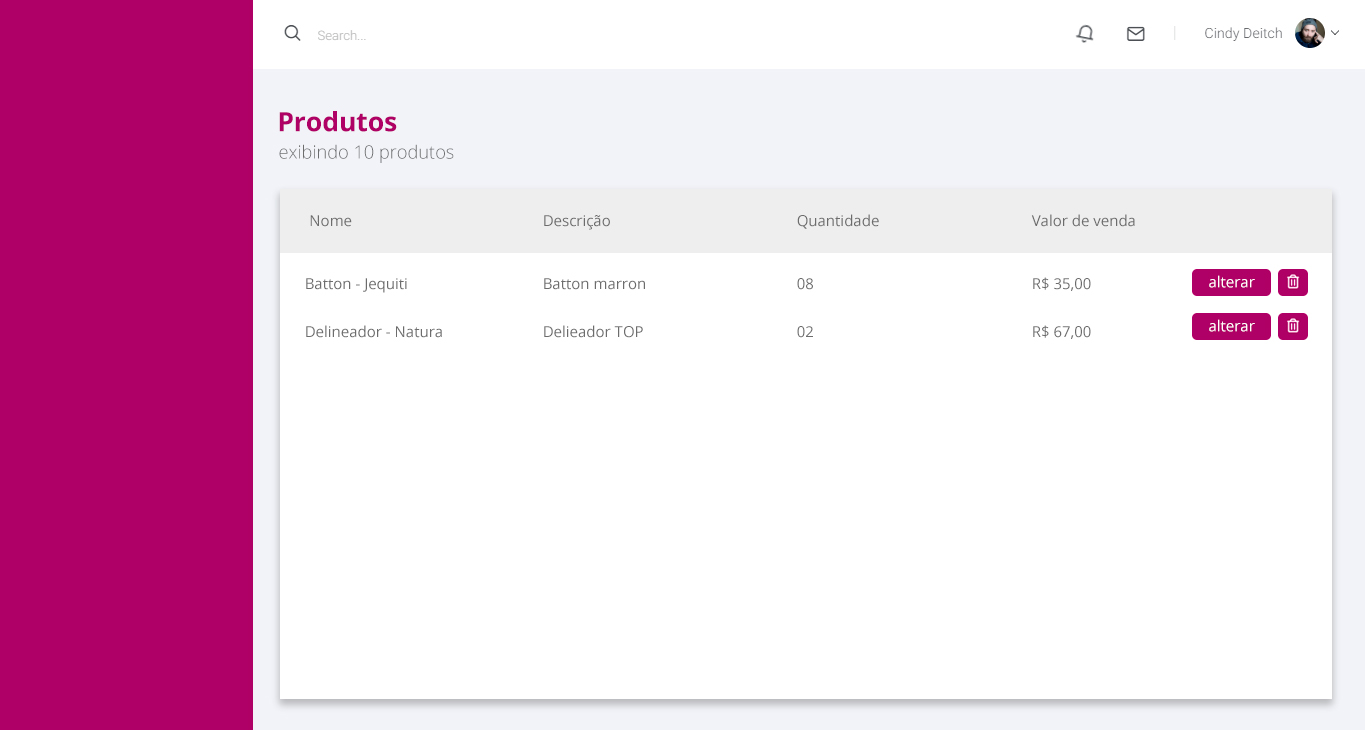 Search...
Cindy Deitch
Produtos
exibindo 10 produtos
Nome Descrição Quantidade Valor de venda
Batton - Jequiti Batton marron 08 R$ 35,00 alterar
Delineador - Natura Delieador TOP 02 R$ 67,00 alterar